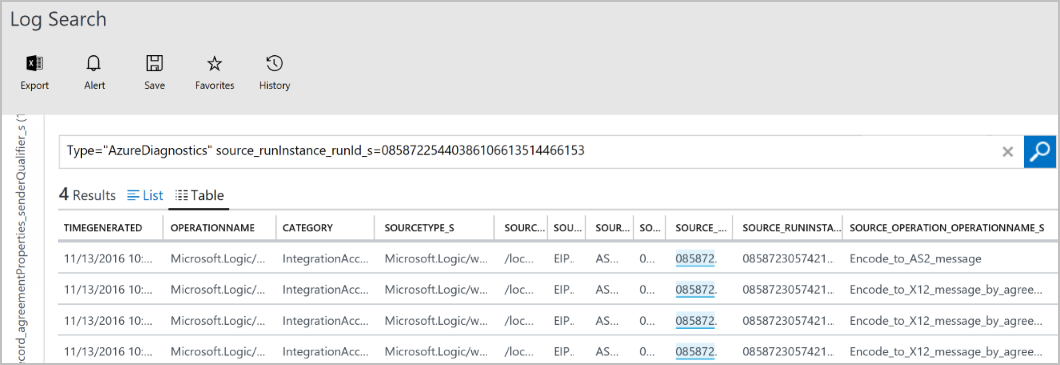 Log Search
Export Alert Save Favorites History
cord_agreementProperties_senderQualifier_s (1
Type="AzureDiagnostics" source_runInstance_runId_s=08587225440386106613514466153
4 Results List Table
TIMEGENERATED OPERATIONNAME CATEGORY SOURCETYPE_S SOURC... SOU... SOUR... SO... SOURCE_... SOURCE_RUNINSTA... SOURCE_OPERATION_OPERATIONNAME_S
11/13/2016 10:... Microsoft.Logic/... IntegrationAcc... Microsoft.Logic/w... /loc... EIP.. AS... 0... 085872. 0858723057421... Encode_to_AS2_message
11/13/2016 10:... Microsoft.Logic/... IntegrationAcc... Microsoft.Logic/w... /loc... EIP.. AS... 0... 085872. 0858723057421... Encode_to_X12_message_by_agree...
11/13/2016 10:... Microsoft.Logic/... IntegrationAcc... Microsoft.Logic/w... /loc... EIP.. AS... 0... 085872. 0858723057421... Encode_to_X12_message_by_agree...
11/13/2016 10:... Microsoft.Logic/... IntegrationAcc... Microsoft.Logic/w... /loc... EIP.. AS... 0... 085872. 0858723057421... Encode_to_X12_message_by_agree...